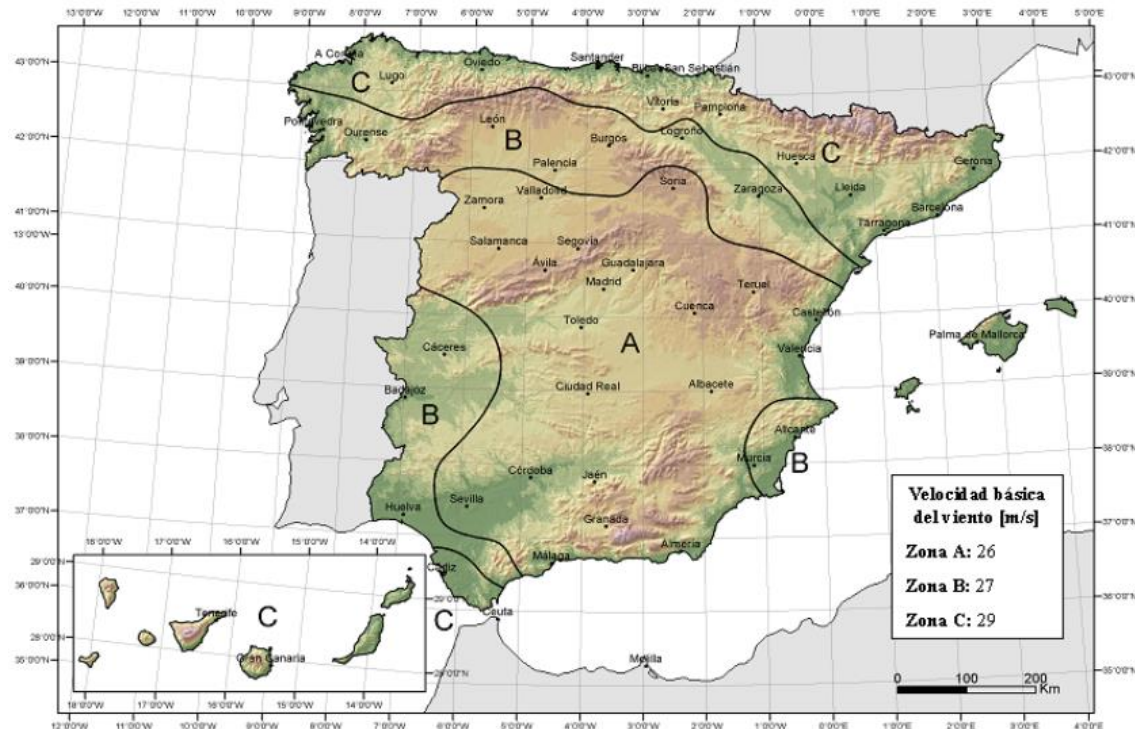 13°0'0"O 12°0'0"O 11°0'0"O 10°0'0"O 9°0'0"O 8°0'0"O 7°0'0"O 6°0'0"O 5°0'0"O 4°0'0"O 3°0'0"O 2°0'0"O 1°0'0"O 0°0'0"E 1°0'0"E 2°0'0"E 3°0'0"E 4°0'0"E 5°0'0"E
43°0'0"N
43°0'0"N
A Coruña
Lugo
Oviedo
Santander
San Sebastián
C
Vitoria
Pamplona
Pontevedra
Ourense
León
Burgos
Logroño
42°0'0"N
42°0'0"N
B
Palencia
Huesca
C
Gerona
Zamora
Valladolid
Soria
Zaragoza
Lleida
Barcelona
Tarragona
41°0'0"N
41°0'0"N
13°0'0"O
Salamanca
Segovia
Ávila
Guadalajara
Madrid
Teruel
40°0'0"N
40°0'0"N
Cuenca
Castellón
Toledo
Palma de Mallorca
A
Cáceres
Valencia
39°0'0"N
39°0'0"N
Badajoz
Ciudad Real
Albacete
B
Alicante
38°0'0"N
38°0'0"N
Murcia
B
Córdoba
Jaén
Huelva
Sevilla
Granada
37°0'0"N
37°0'0"N
Almería
Málaga
Cádiz
C
Ceuta
Melilla
Velocidad básica
del viento [m/s]
Zona A: 26
Zona B: 27
Zona C: 29
0 100 200
Km
17°0'0"O 16°0'0"O 15°0'0"O 14°0'0"O
29°0'0"N
29°0'0"N
36°0'0"N
36°0'0"N
Tenerife
C
Gran Canaria
28°0'0"N
35°0'0"N
35°0'0"N
18°0'0"O 17°0'0"O 16°0'0"O 15°0'0"O 14°0'0"O
12°0'0"O 11°0'0"O 10°0'0"O 9°0'0"O 8°0'0"O 7°0'0"O 6°0'0"O 5°0'0"O 4°0'0"O 3°0'0"O 2°0'0"O 1°0'0"O 0°0'0"E 1°0'0"E 2°0'0"E 3°0'0"E 4°0'0"E